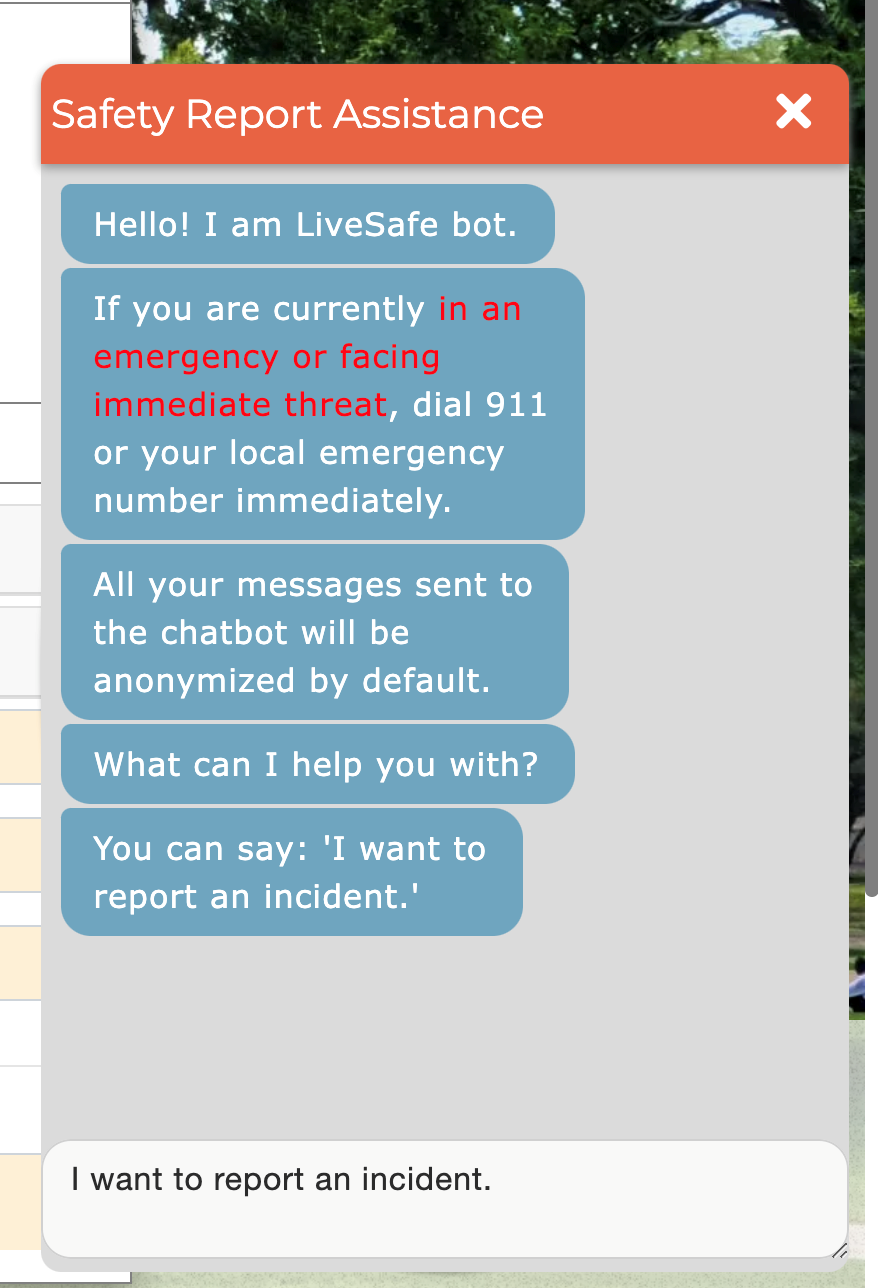 Safety Report Assistance
Hello! I am LiveSafe bot.
If you are currently in an
emergency or facing
immediate threat, dial 911
or your local emergency
number immediately.
All your messages sent to
the chatbot will be
anonymized by default.
What can I help you with?
You can say: 'I want to
report an incident.'
I want to report an incident.